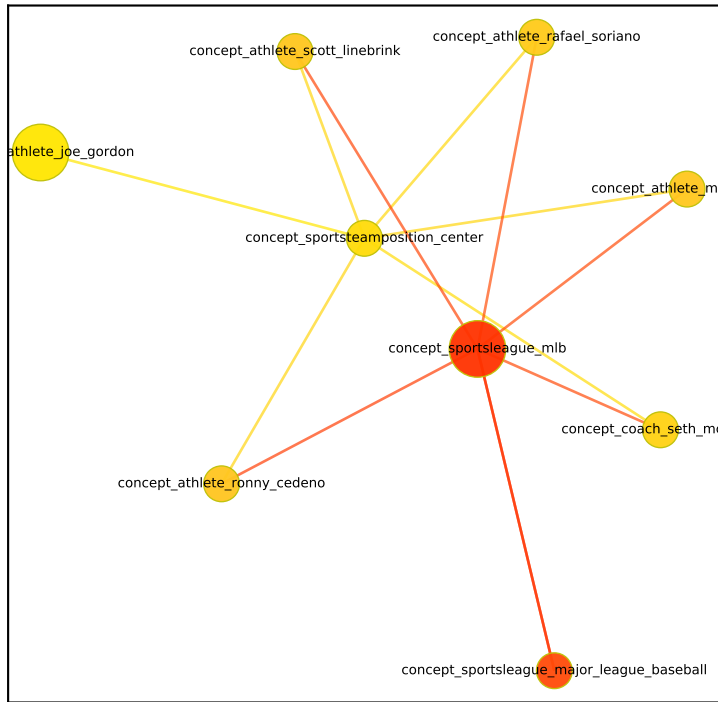 concept_athlete_rafael_soriano
concept_athlete_scott_linebrink
athlete_joe_gordon
concept_athlete_m
concept_sportsteamposition_center
concept_sportsleague_mlb
concept_coach_seth_mc
concept_athlete_ronny_cedeno
concept_sportsleague_major_league_baseball